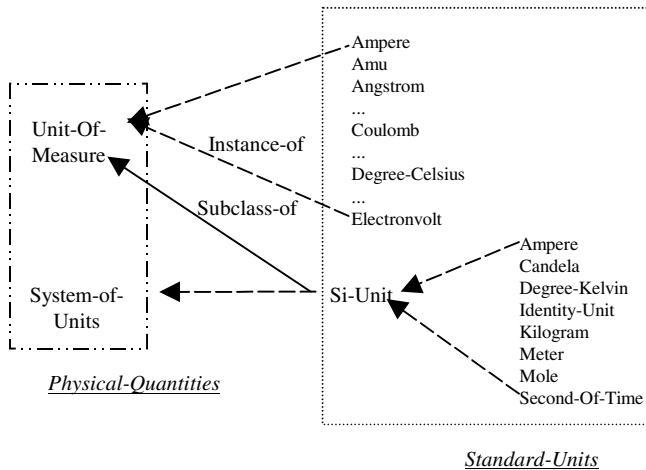 Ampere
Amu
Angstrom
...
Coulomb
...
Degree-Celsius
...
Electronvolt
Unit-Of-
Measure
Instance-of
Subclass-of
System-of-
Units
Si-Unit
Ampere
Candela
Degree-Kelvin
Identity-Unit
Kilogram
Meter
Mole
Second-Of-Time
Physical-Quantities
Standard-Units